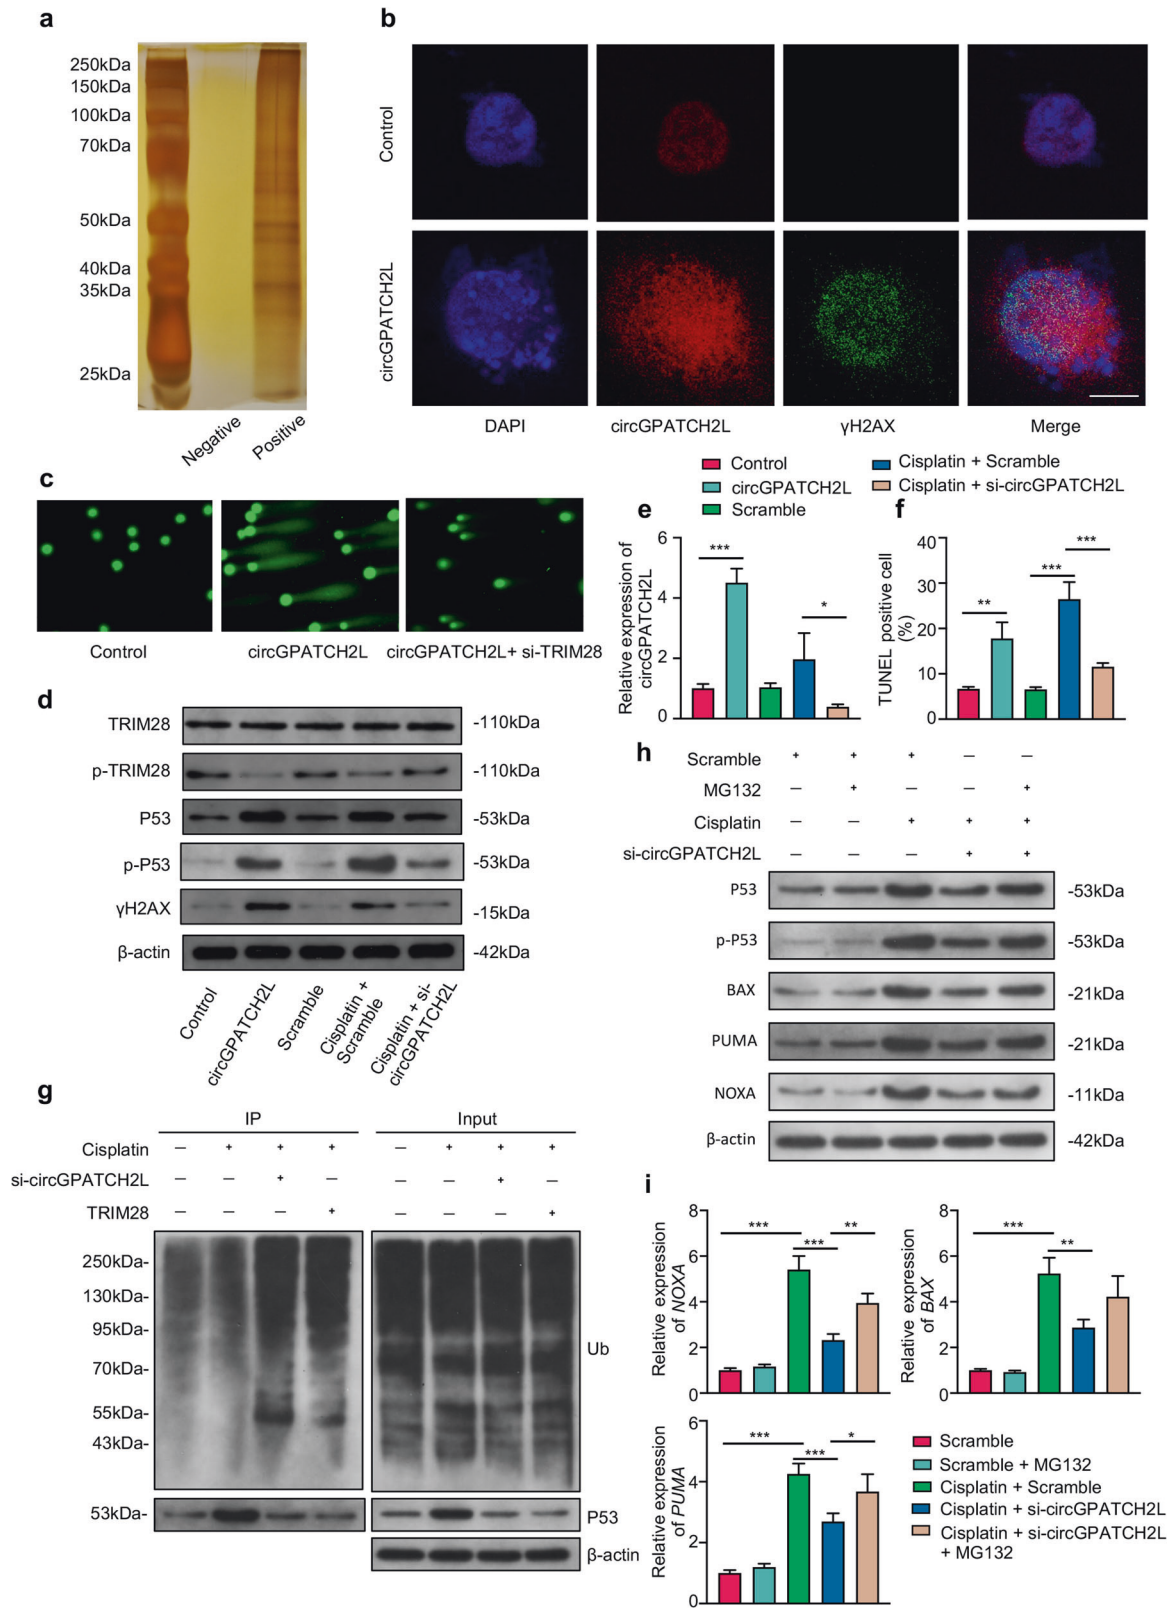 a
250kDa
150kDa
100kDa
70kDa
50kDa
40kDa
35kDa
25kDa
Negative
Positive
b
Control
circGPATCH2L
DAPI
circGPATCH2L
γH2AX
Merge
c
Control
circGPATCH2L
circGPATCH2L+ si-TRIM28
Control
circGPATCH2L
Scramble
Cisplatin + Scramble
Cisplatin + si-circGPATCH2L
e
Relative expression of
circGPATCH2L
6
4
2
0
***
*
f
TUNEL positive cell
(%)
40
30
20
10
0
**
***
***
d
TRIM28
-110kDa
p-TRIM28
-110kDa
P53
-53kDa
p-P53
-53kDa
γH2AX
-15kDa
β-actin
-42kDa
Control
circGPATCH2L
Scramble
Cisplatin +
Scramble
Cisplatin + si-
circGPATCH2L
h
Scramble + + + — —
MG132 — + — — +
Cisplatin — — + + +
si-circGPATCH2L — — — + +
P53
-53kDa
p-P53
-53kDa
BAX
-21kDa
PUMA
-21kDa
NOXA
-11kDa
β-actin
-42kDa
g
IP
Input
Cisplatin — + + + — + + +
si-circGPATCH2L — — + — — — + —
TRIM28 — — — + — — — +
250kDa-
130kDa-
95kDa-
70kDa-
55kDa-
43kDa-
Ub
53kDa-
P53
β-actin
i
Relative expression
of NOXA
8
6
4
2
0
***
***
**
Relative expression
of BAX
8
6
4
2
0
***
**
Relative expression
of PUMA
6
4
2
0
***
***
*
Scramble
Scramble + MG132
Cisplatin + Scramble
Cisplatin + si-circGPATCH2L
Cisplatin + si-circGPATCH2L
+ MG132